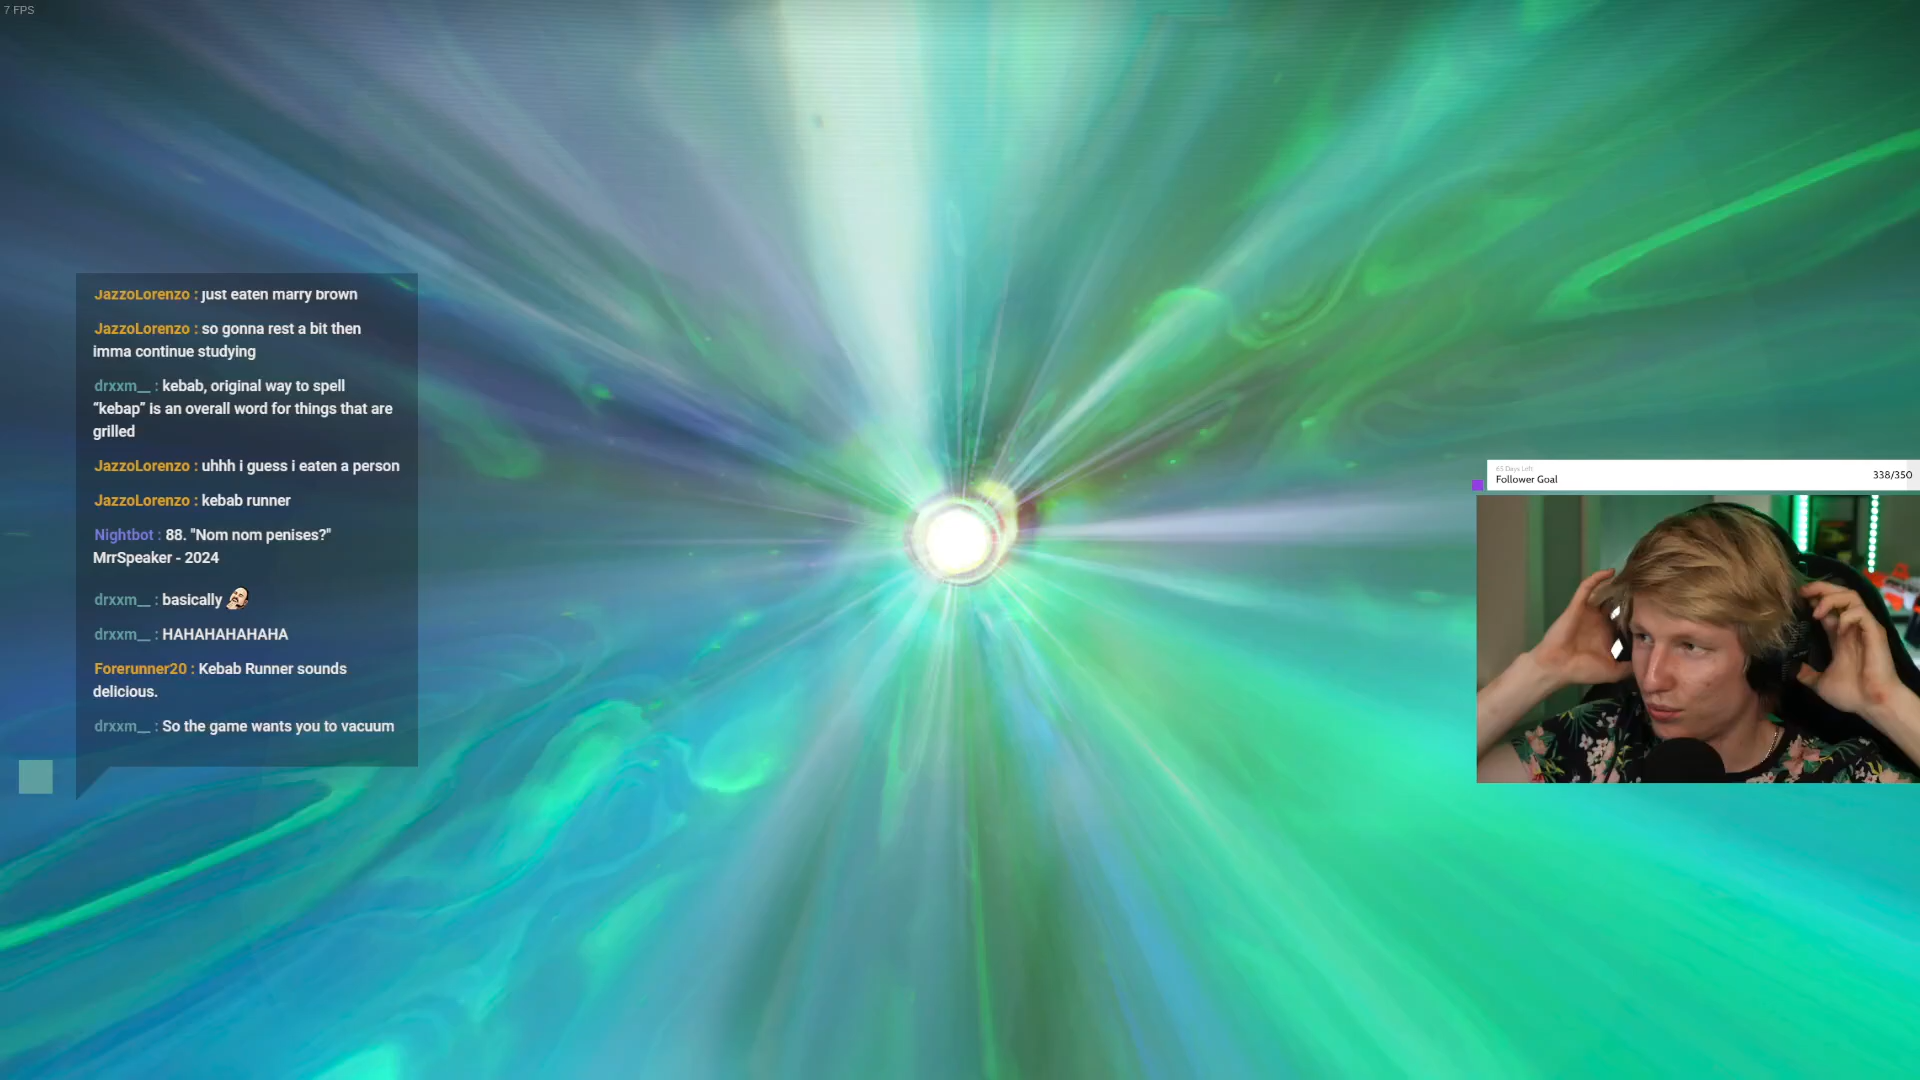 7 FPS
JazzoLorenzo : just eaten marry brown
JazzoLorenzo : so gonna rest a bit then
imma continue studying
drxxm__ : kebab, original way to spell
“kebap” is an overall word for things that are
grilled
JazzoLorenzo : uhhh i guess i eaten a person
JazzoLorenzo : kebab runner
Nightbot : 88. "Nom nom penises?"
MrrSpeaker - 2024
drxxm__ : basically
drxxm__ : HAHAHAHAHAHA
Forerunner20 : Kebab Runner sounds
delicious.
drxxm__ : So the game wants you to vacuum
65 Days Left
Follower Goal
338/350